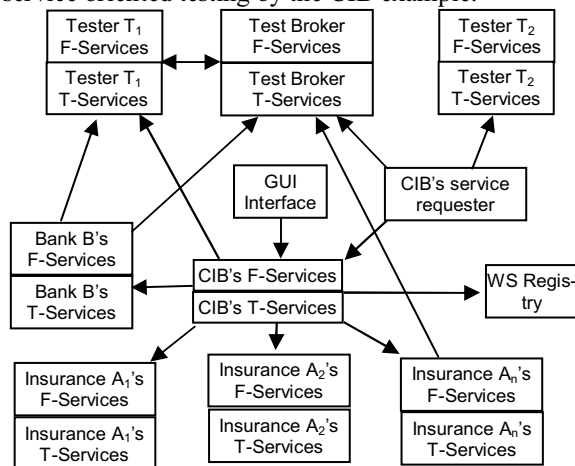 service oriented testing by the CIB example.
Tester T₁
F-Services
Tester T₁
T-Services
Test Broker
F-Services
Test Broker
T-Services
Tester T₂
F-Services
Tester T₂
T-Services
GUI
Interface
CIB's service
requester
Bank B's
F-Services
Bank B's
T-Services
CIB's F-Services
CIB's T-Services
WS Regis-
try
Insurance A₁'s
F-Services
Insurance A₁'s
T-Services
Insurance A₂'s
F-Services
Insurance A₂'s
T-Services
Insurance Aₙ's
F-Services
Insurance Aₙ's
T-Services